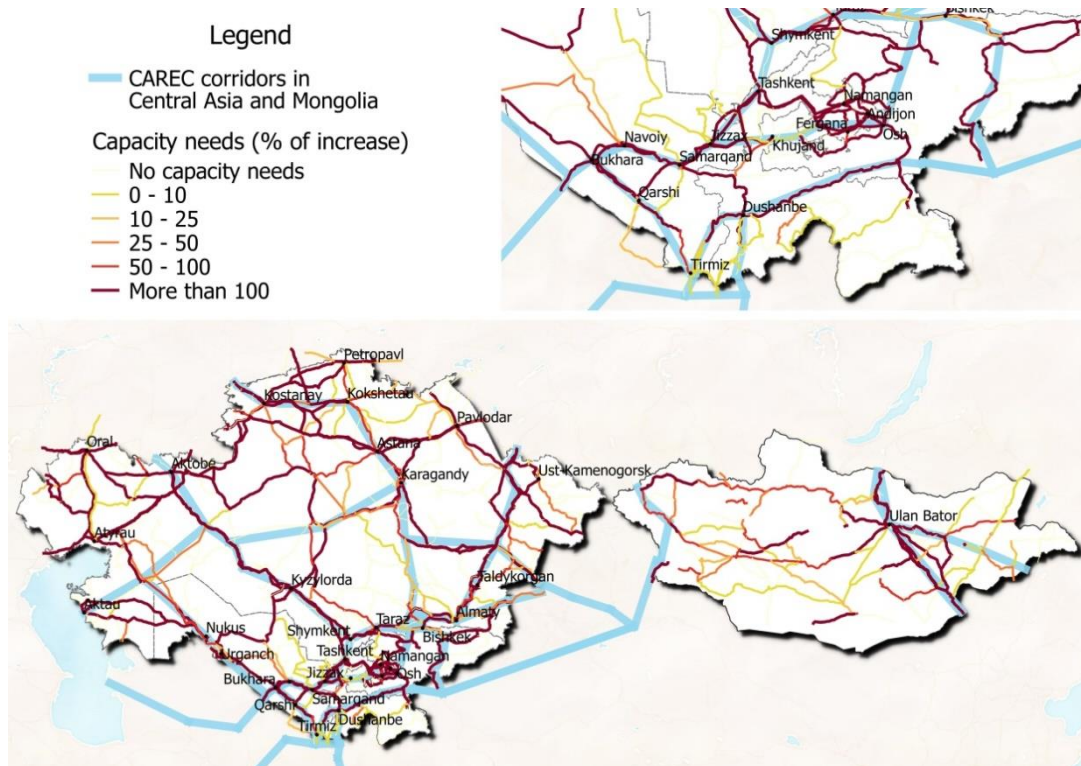 Legend
CAREC corridors in
Central Asia and Mongolia
Capacity needs (% of increase)
No capacity needs
0 - 10
10 - 25
25 - 50
50 - 100
More than 100
Bishkek
Shymkent
Tashkent
Namangan
Andijon
Fergana
Osh
Navoiy
Jizzax
Khujand
Bukhara
Samarqand
Qarshi
Dushanbe
Tirmiz
Petropavl
Kostanay
Kokshetau
Pavlodar
Oral
Astana
Aktobe
Karagandy
Ust-Kamenogorsk
Ulan Bator
Atyrau
Kyzylorda
Taldykorgan
Aktau
Almaty
Taraz
Nukus
Shymkent
Bishkek
Urganch
Tashkent
Namangan
Jizzax
Osh
Bukhara
Samarqand
Qarshi
Dushanbe
Tirmiz